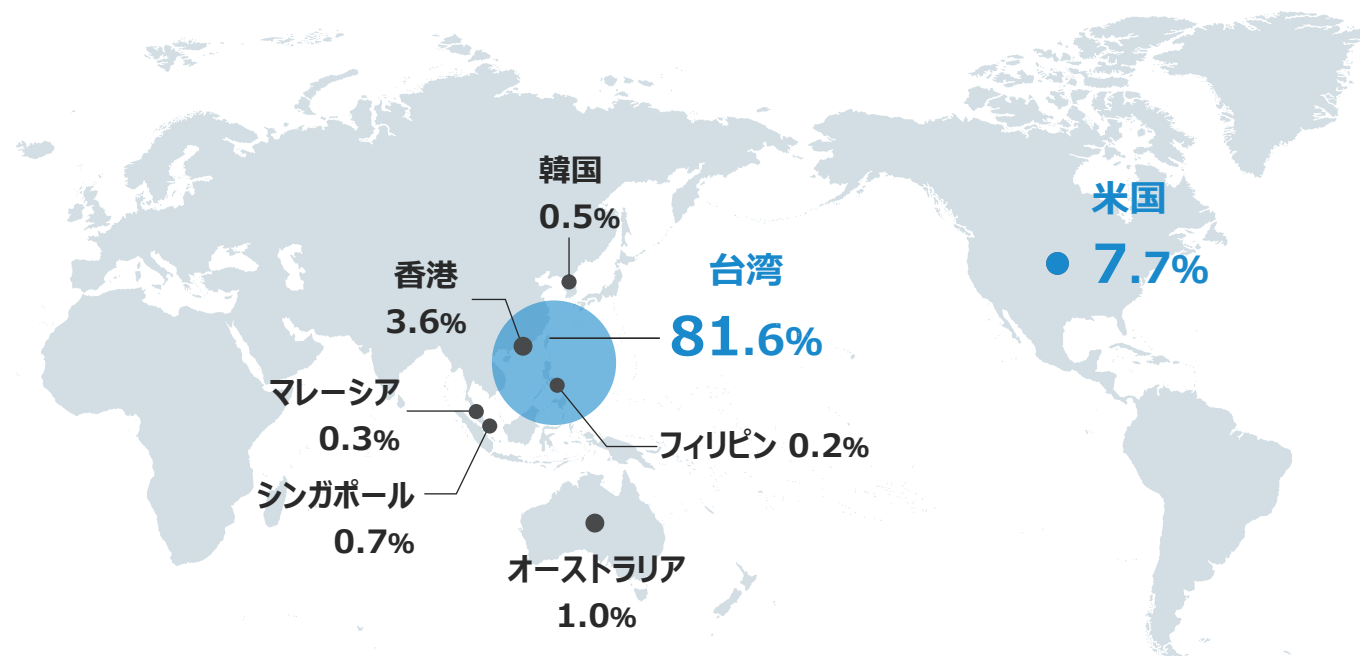 韓国
0.5%
米国
7.7%
香港
3.6%
台湾
81.6%
マレーシア
0.3%
フィリピン 0.2%
シンガポール
0.7%
オーストラリア
1.0%